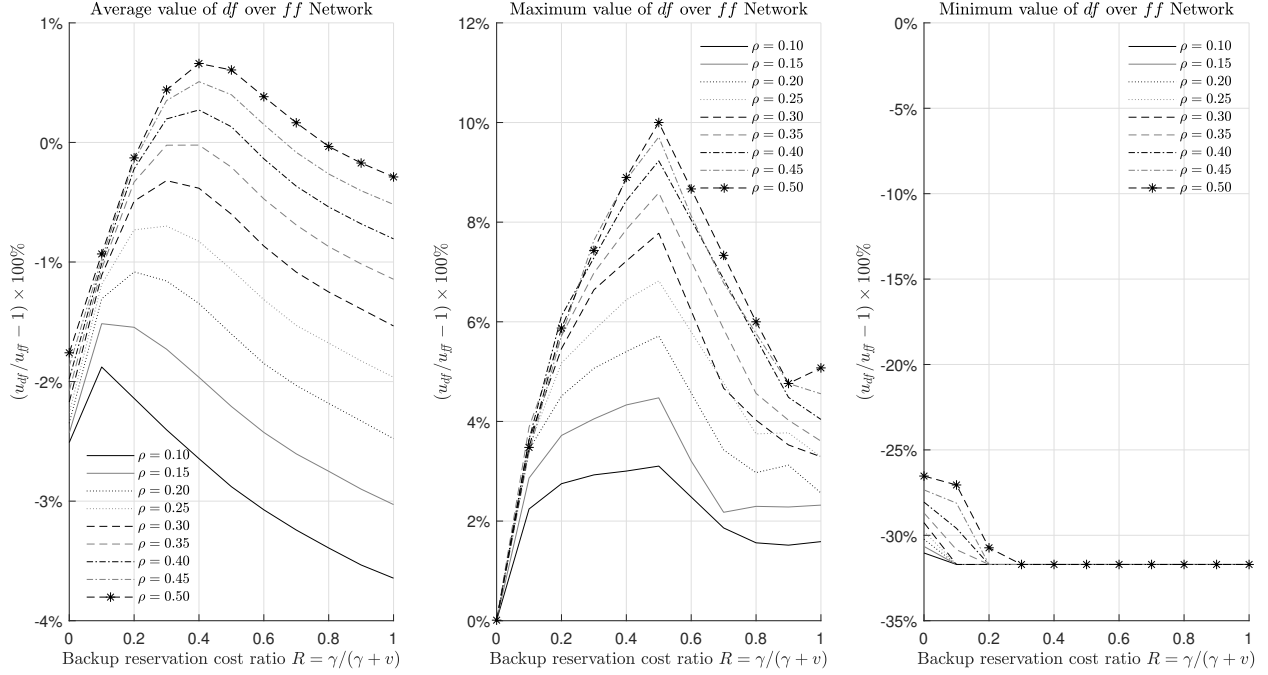 Average value of df over ff Network
1%
0%
-1%
-2%
-3%
-4%
(u_df/u_ff − 1) × 100%
ρ = 0.10
ρ = 0.15
ρ = 0.20
ρ = 0.25
ρ = 0.30
ρ = 0.35
ρ = 0.40
ρ = 0.45
ρ = 0.50
0 0.2 0.4 0.6 0.8 1
Backup reservation cost ratio R = γ/(γ + v)
Maximum value of df over ff Network
12%
10%
8%
6%
4%
2%
0%
(u_df/u_ff − 1) × 100%
ρ = 0.10
ρ = 0.15
ρ = 0.20
ρ = 0.25
ρ = 0.30
ρ = 0.35
ρ = 0.40
ρ = 0.45
ρ = 0.50
0 0.2 0.4 0.6 0.8 1
Backup reservation cost ratio R = γ/(γ + v)
Minimum value of df over ff Network
0%
-5%
-10%
-15%
-20%
-25%
-30%
-35%
(u_df/u_ff − 1) × 100%
ρ = 0.10
ρ = 0.15
ρ = 0.20
ρ = 0.25
ρ = 0.30
ρ = 0.35
ρ = 0.40
ρ = 0.45
ρ = 0.50
0 0.2 0.4 0.6 0.8 1
Backup reservation cost ratio R = γ/(γ + v)